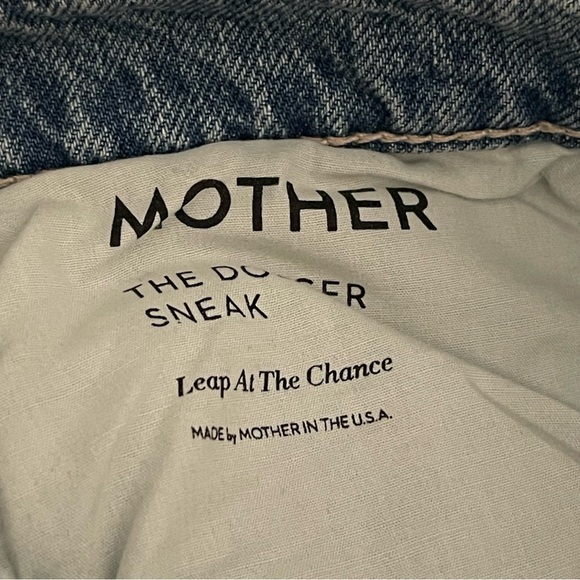 MOTHER
THE
SNEAK
Leap At The Chance
MADE by MOTHER IN THE U.S.A.